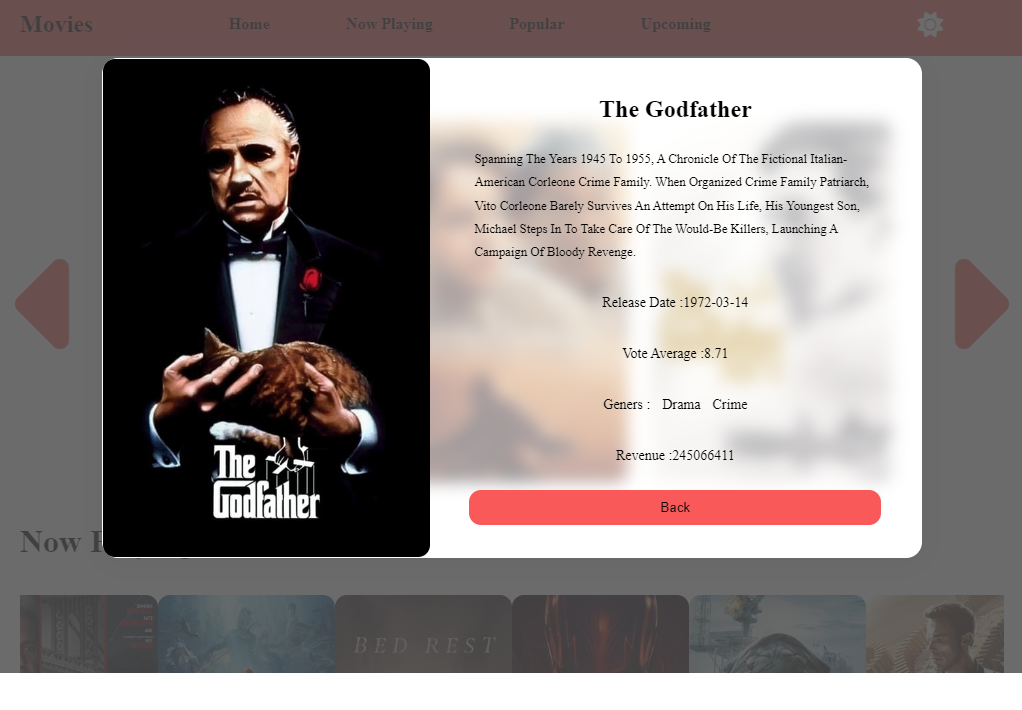 Movies
Home
Now Playing
Popular
Upcoming
The Godfather
Spanning The Years 1945 To 1955, A Chronicle Of The Fictional Italian-
American Corleone Crime Family. When Organized Crime Family Patriarch,
Vito Corleone Barely Survives An Attempt On His Life, His Youngest Son,
Michael Steps In To Take Care Of The Would-Be Killers, Launching A
Campaign Of Bloody Revenge.
Release Date :1972-03-14
Vote Average :8.71
Geners : Drama Crime
Revenue :245066411
Back
The
Godfather
Now
BED REST